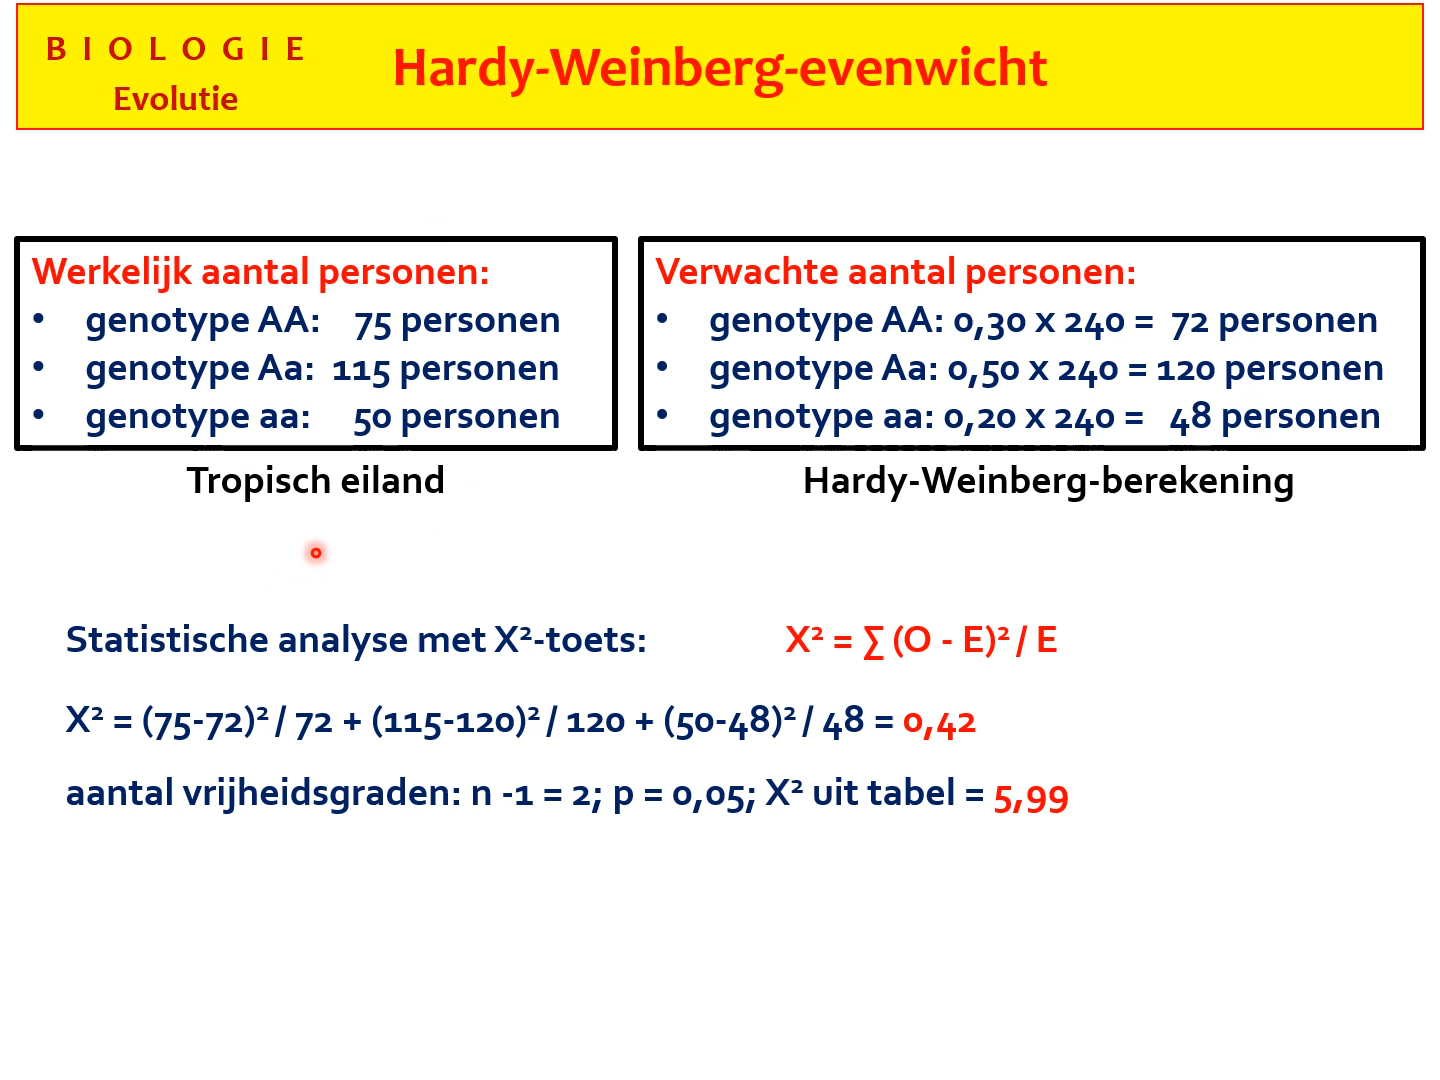 BIOLOGIE
Evolutie
Hardy-Weinberg-evenwicht
Werkelijk aantal personen:
• genotype AA: 75 personen
• genotype Aa: 115 personen
• genotype aa: 50 personen
Tropisch eiland
Verwachte aantal personen:
• genotype AA: 0,30 x 240 = 72 personen
• genotype Aa: 0,50 x 240 = 120 personen
• genotype aa: 0,20 x 240 = 48 personen
Hardy-Weinberg-berekening
Statistische analyse met X²-toets: X² = ∑ (O - E)² / E
X² = (75-72)² / 72 + (115-120)² / 120 + (50-48)² / 48 = 0,42
aantal vrijheidsgraden: n -1 = 2; p = 0,05; X² uit tabel = 5,99